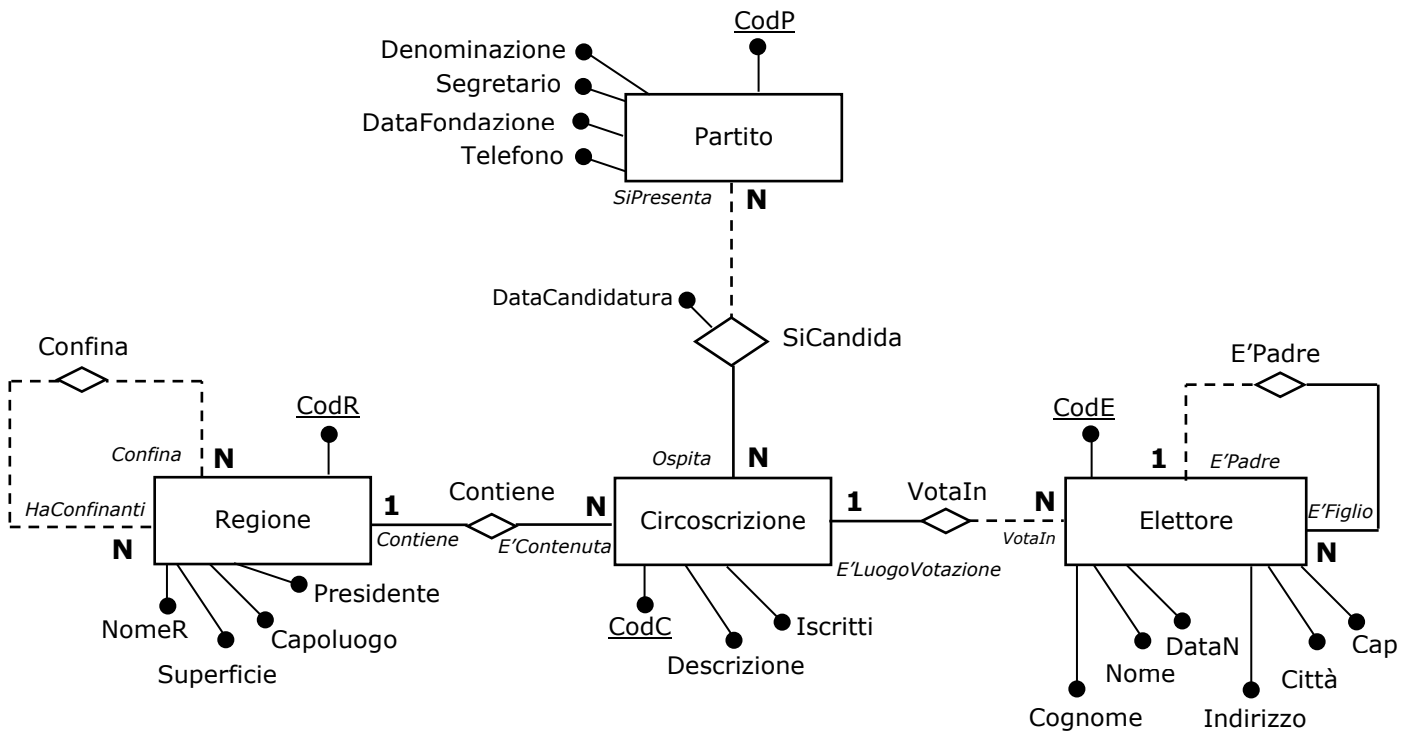 CodP
Denominazione
Segretario
DataFondazione
Telefono
Partito
SiPresenta N
DataCandidatura
SiCandida
Confina
E'Padre
CodR
CodE
Confina N
Ospita N
1 E'Padre
HaConfinanti
N
Regione
1
Contiene
Contiene
N
E'Contenuta
Circoscrizione
1
VotaIn
N
VotaIn
E'LuogoVotazione
Elettore
E'Figlio
N
Presidente
NomeR
Capoluogo
Superficie
CodC
Iscritti
Descrizione
DataN
Nome
Cognome
Cap
Città
Indirizzo